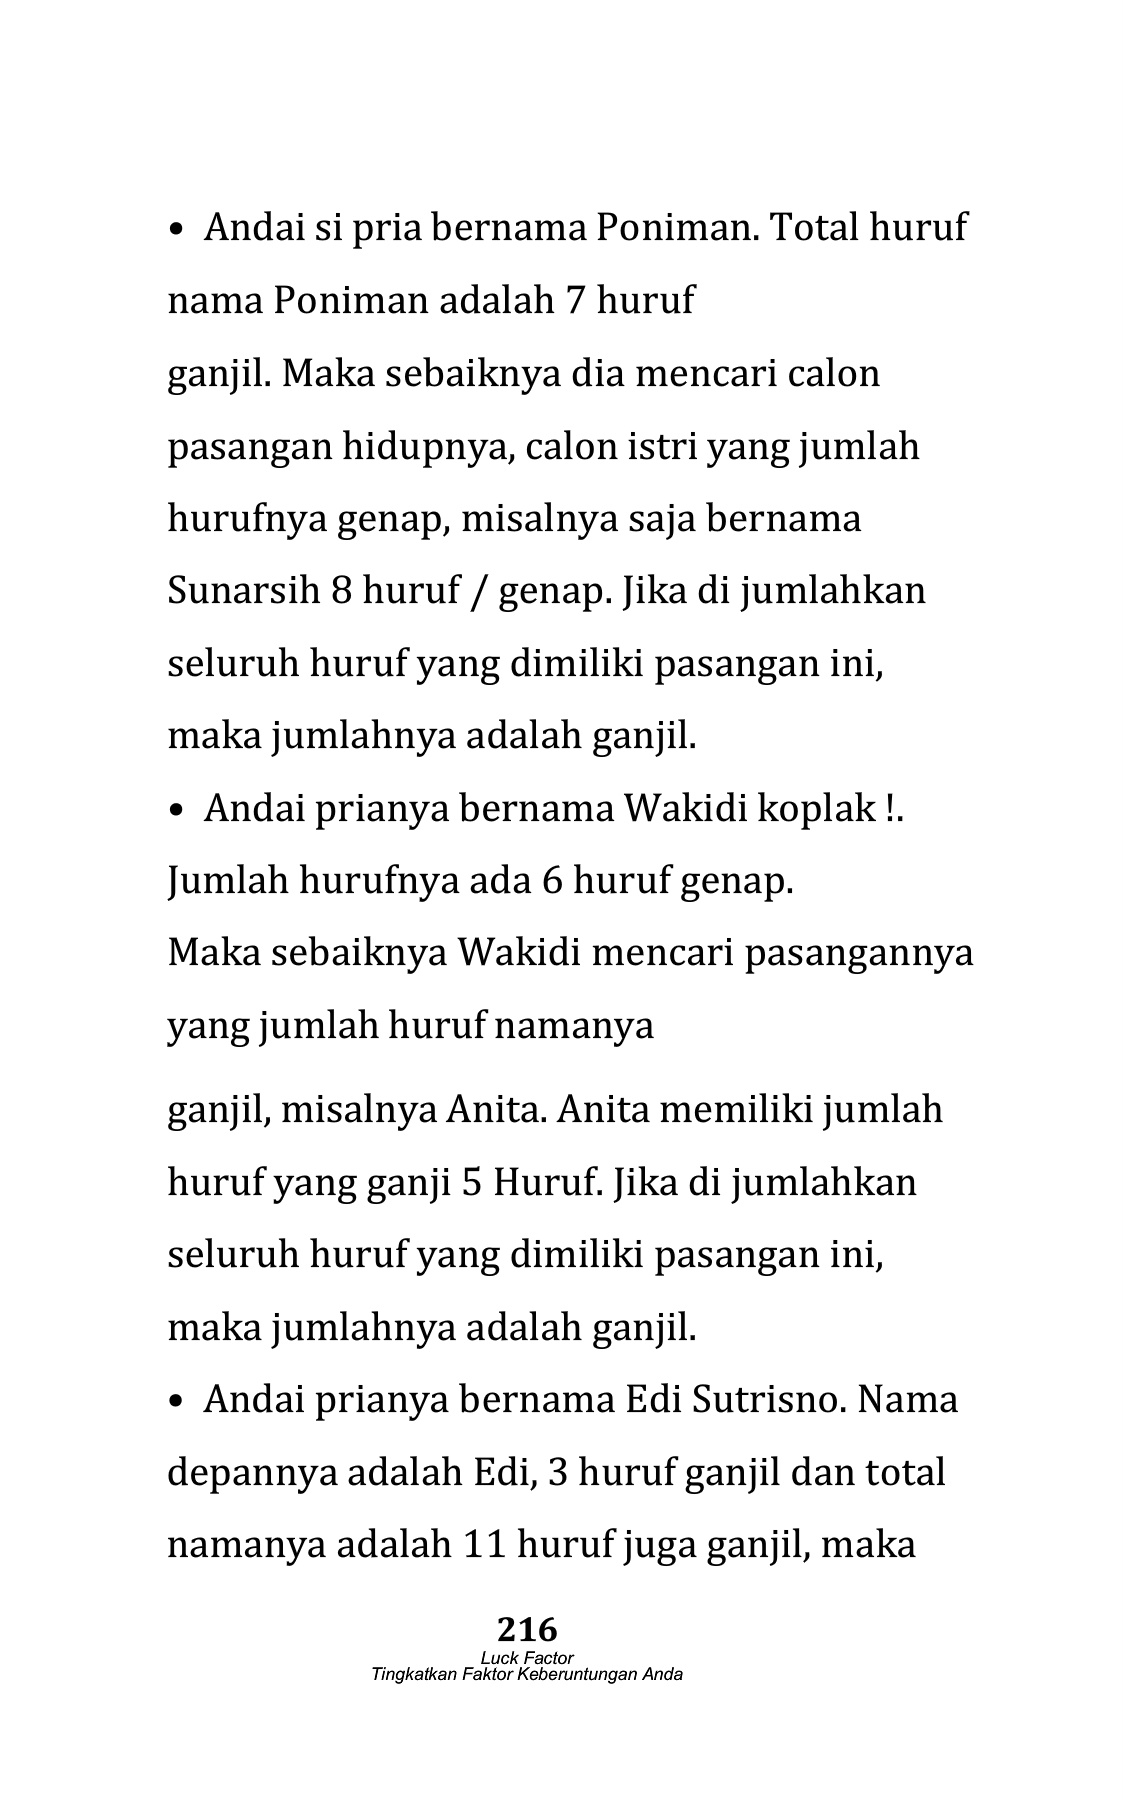 • Andai si pria bernama Poniman. Total huruf
nama Poniman adalah 7 huruf
ganjil. Maka sebaiknya dia mencari calon
pasangan hidupnya, calon istri yang jumlah
hurufnya genap, misalnya saja bernama
Sunarsih 8 huruf / genap. Jika di jumlahkan
seluruh huruf yang dimiliki pasangan ini,
maka jumlahnya adalah ganjil.
• Andai prianya bernama Wakidi koplak !.
Jumlah hurufnya ada 6 huruf genap.
Maka sebaiknya Wakidi mencari pasangannya
yang jumlah huruf namanya
ganjil, misalnya Anita. Anita memiliki jumlah
huruf yang ganji 5 Huruf. Jika di jumlahkan
seluruh huruf yang dimiliki pasangan ini,
maka jumlahnya adalah ganjil.
• Andai prianya bernama Edi Sutrisno. Nama
depannya adalah Edi, 3 huruf ganjil dan total
namanya adalah 11 huruf juga ganjil, maka
216
Luck Factor
Tingkatkan Faktor Keberuntungan Anda